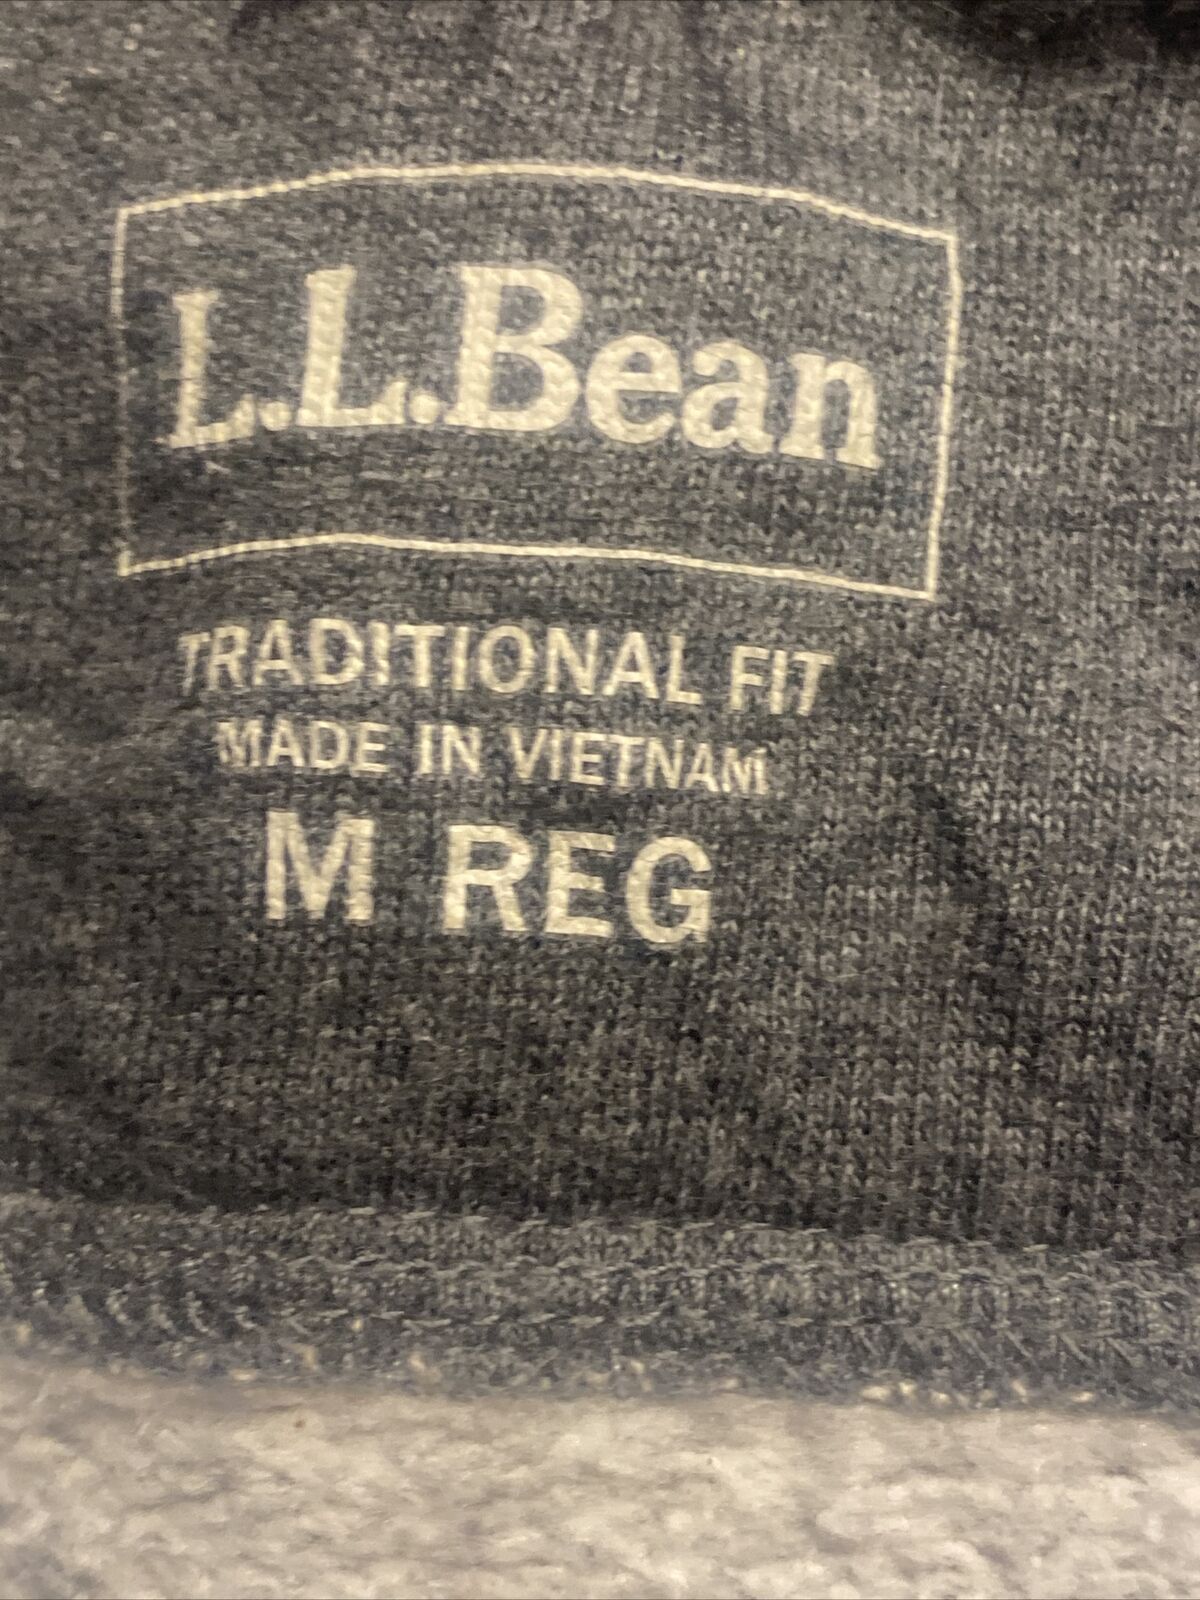 L.L.Bean
TRADITIONAL FIT
MADE IN VIETNAM
M REG